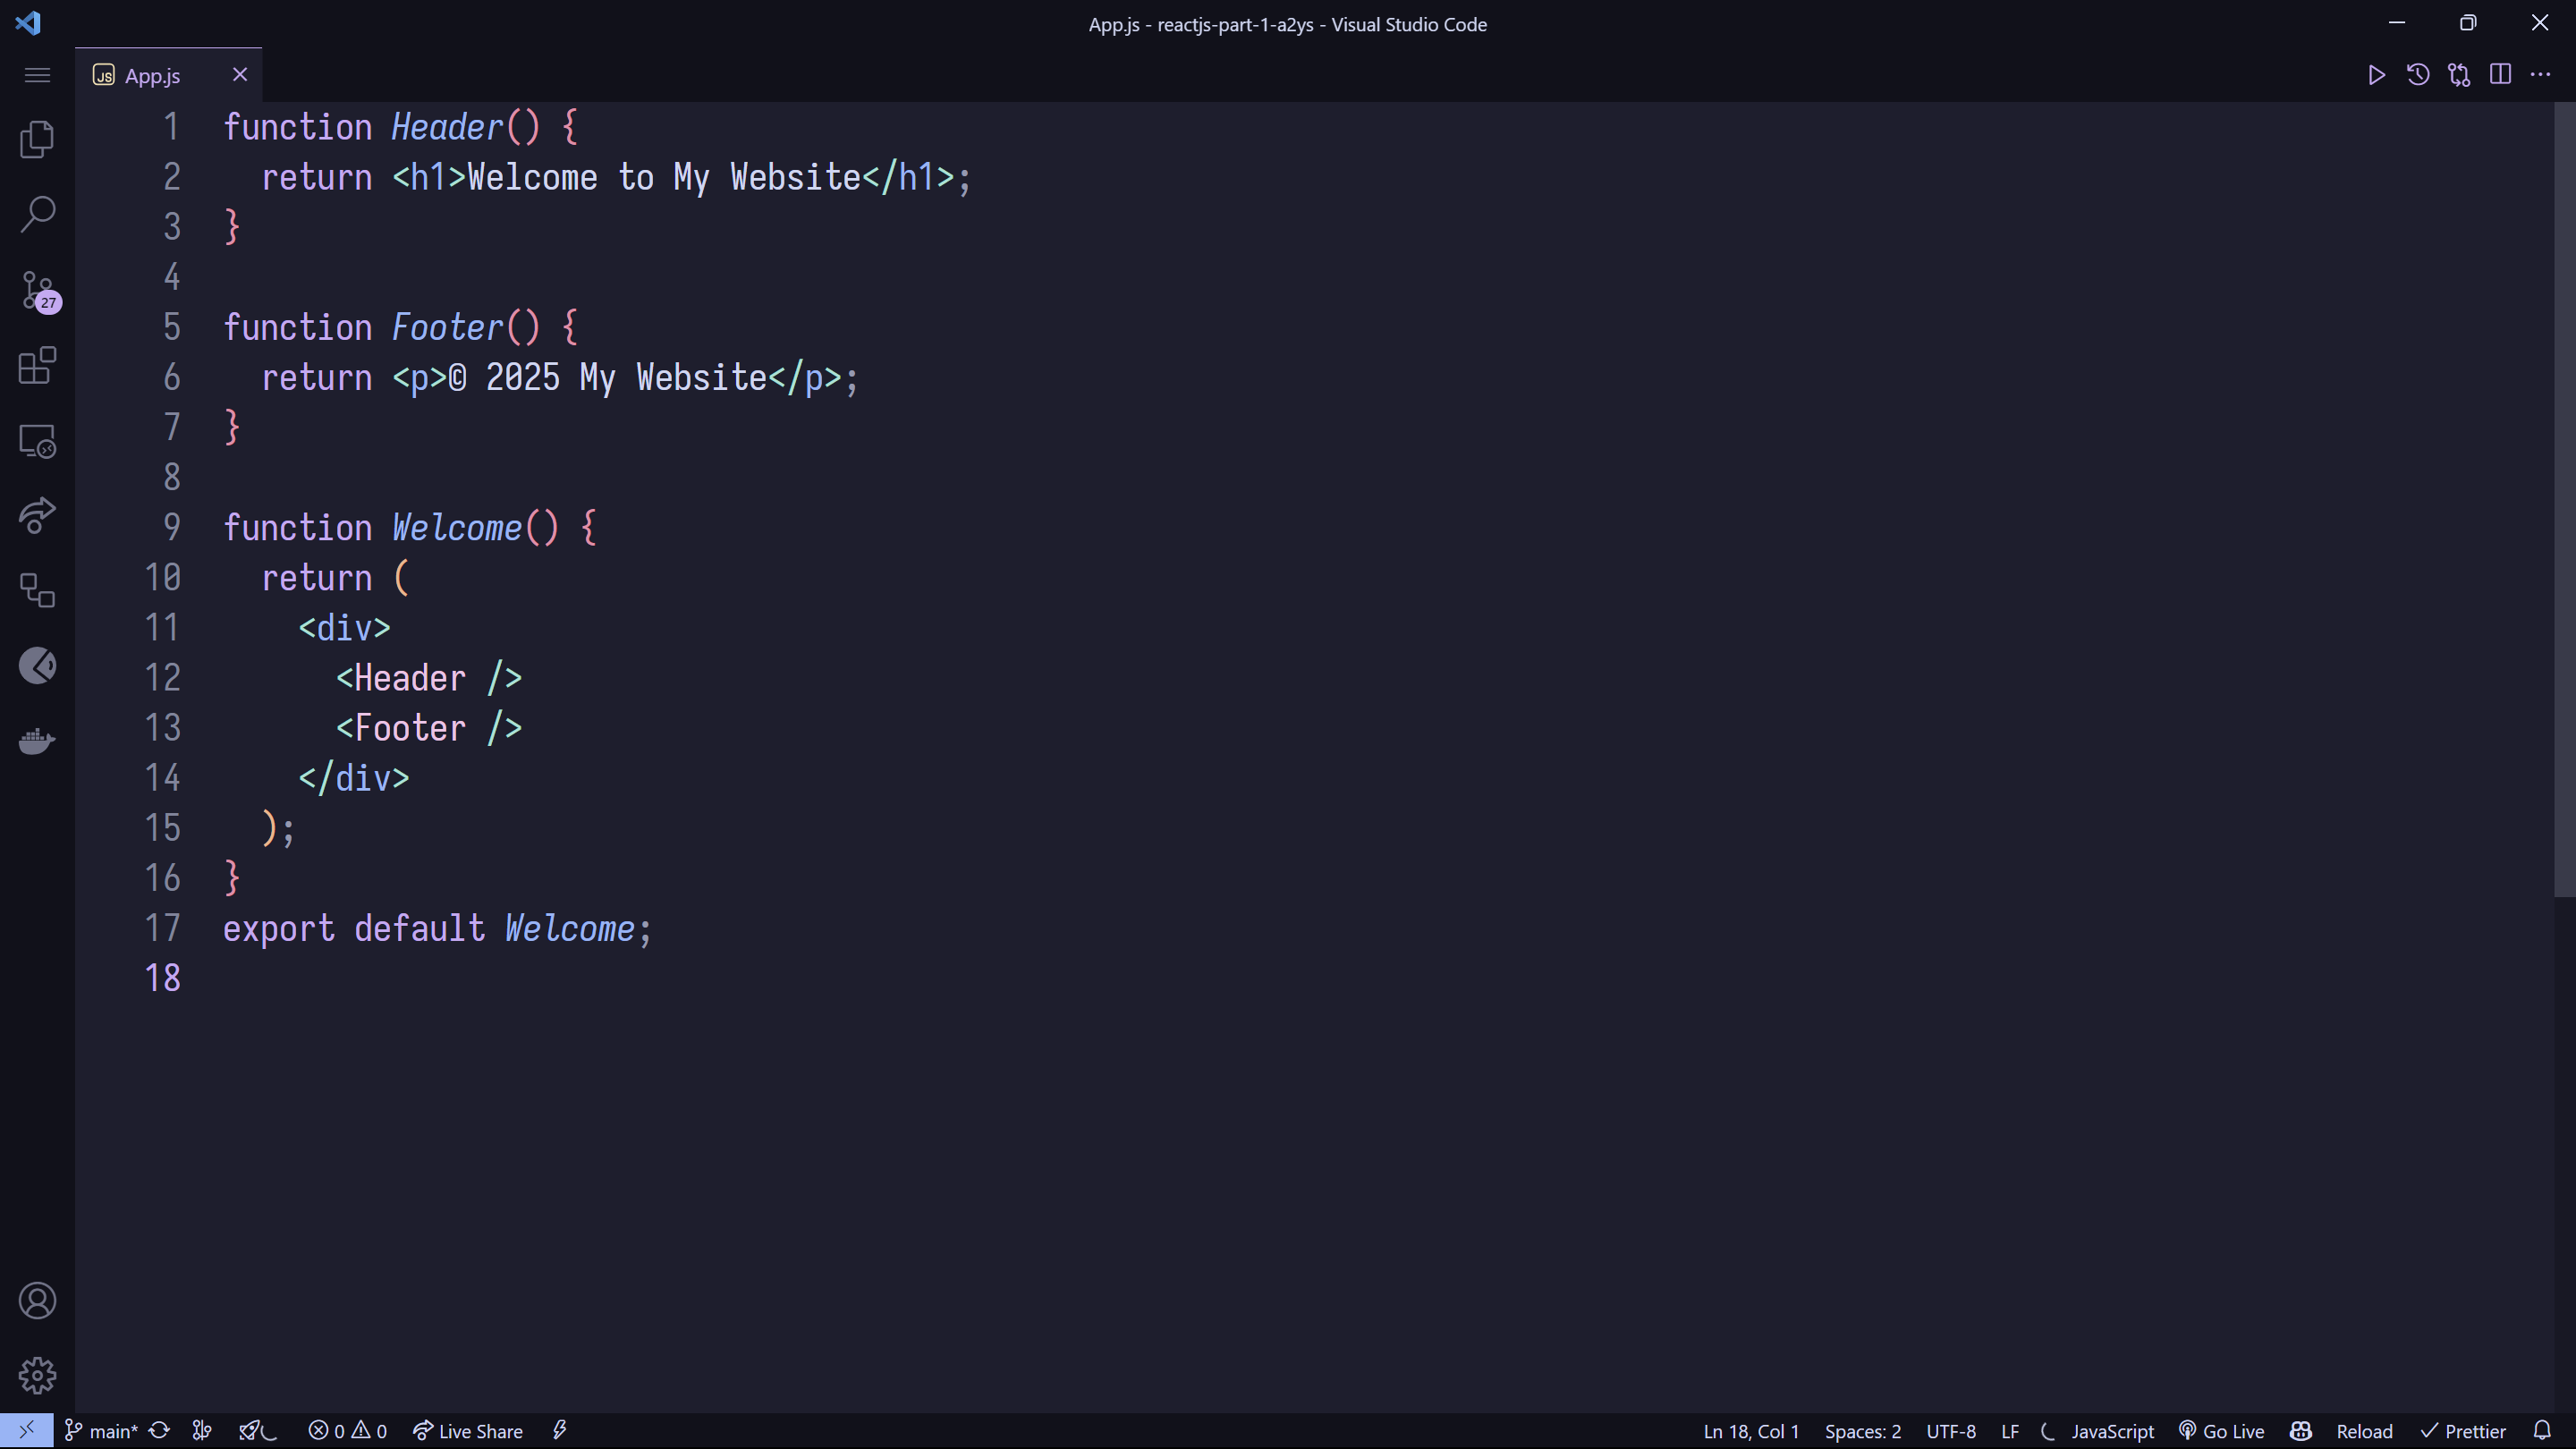 App.js - reactjs-part-1-a2ys - Visual Studio Code
JS App.js
1 function Header() {
2   return <h1>Welcome to My Website</h1>;
3 }
4
5 function Footer() {
6   return <p>@ 2025 My Website</p>;
7 }
8
9 function Welcome() {
10   return (
11     <div>
12       <Header />
13       <Footer />
14     </div>
15   );
16 }
17 export default Welcome;
18
27
main* 0 0 Live Share Ln 18, Col 1 Spaces: 2 UTF-8 LF JavaScript Go Live Reload Prettier